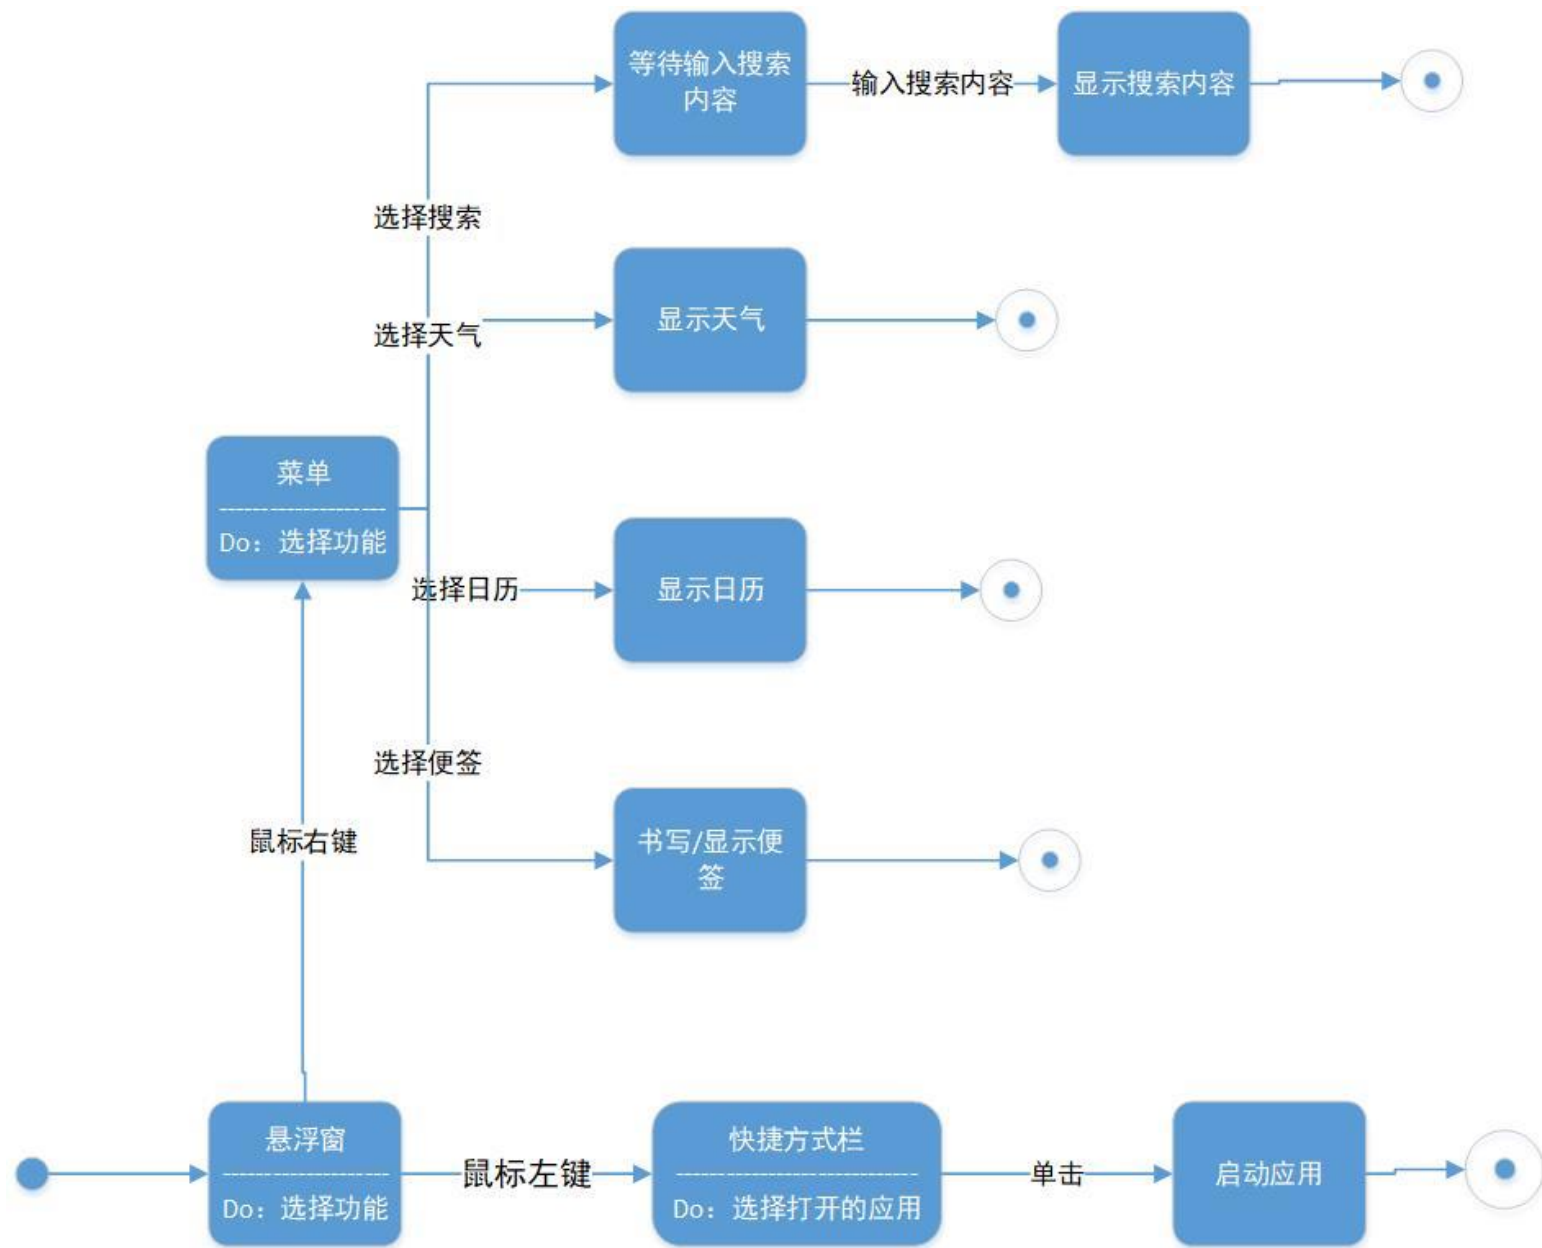 等待输入搜索
内容
输入搜索内容
显示搜索内容
选择搜索
选择天气
显示天气
菜单
Do: 选择功能
选择日历
显示日历
选择便签
书写/显示便
签
鼠标右键
悬浮窗
Do: 选择功能
鼠标左键
快捷方式栏
Do: 选择打开的应用
单击
启动应用